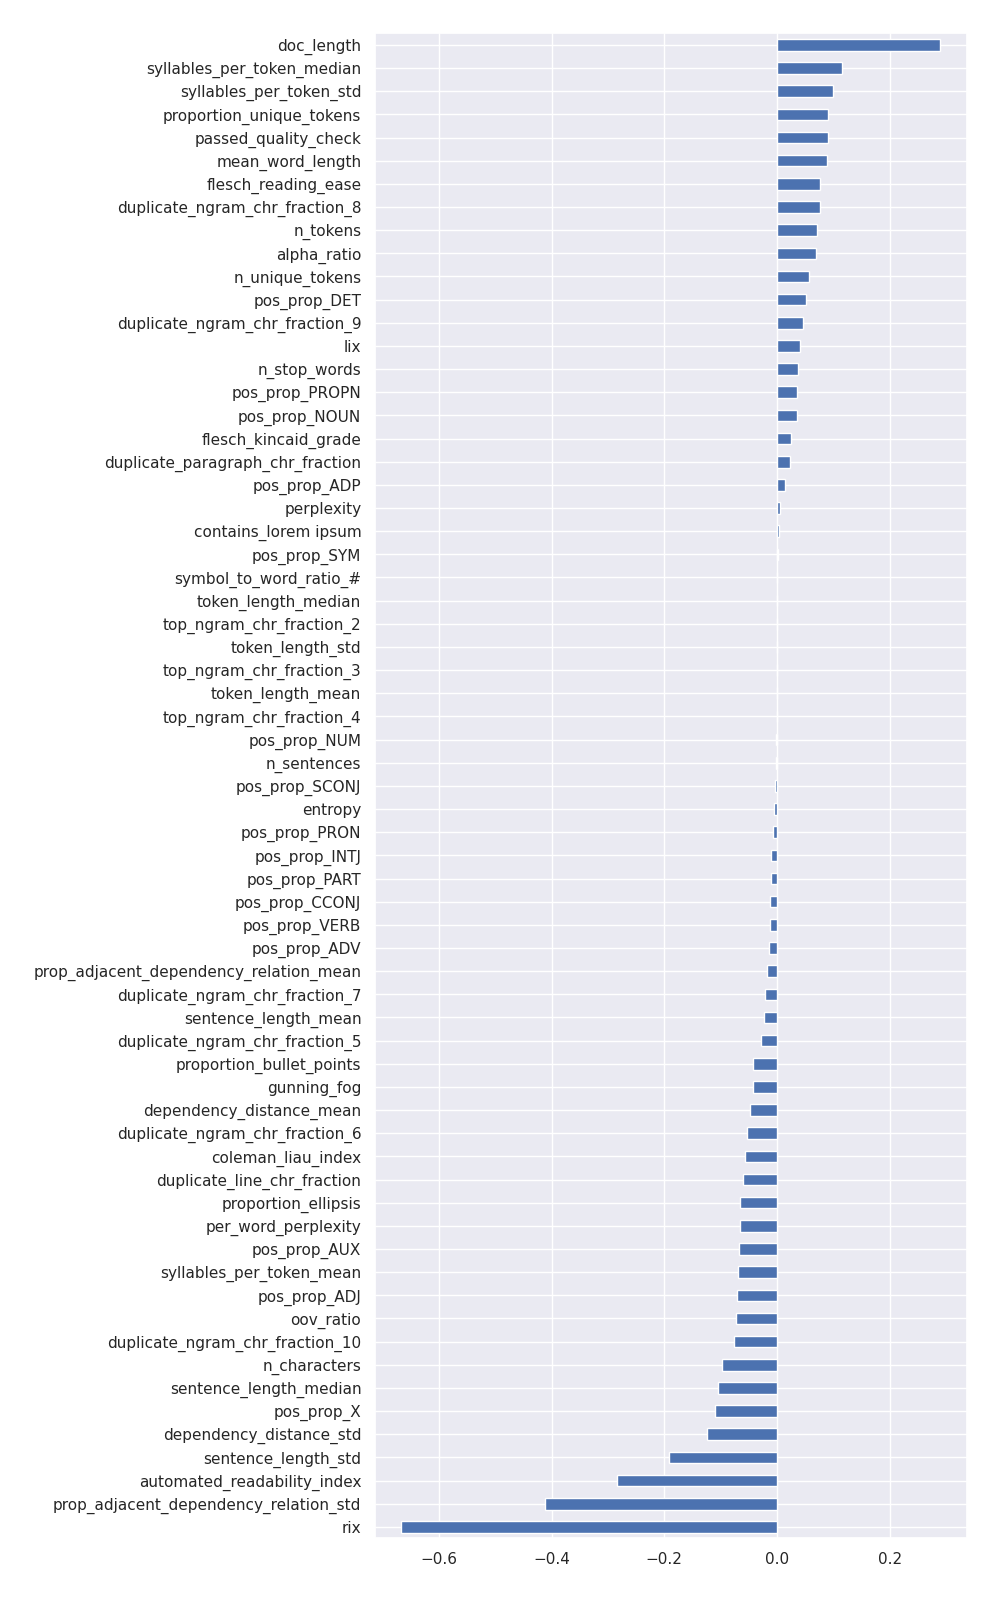 doc_length
syllables_per_token_median
syllables_per_token_std
proportion_unique_tokens
passed_quality_check
mean_word_length
flesch_reading_ease
duplicate_ngram_chr_fraction_8
n_tokens
alpha_ratio
n_unique_tokens
pos_prop_DET
duplicate_ngram_chr_fraction_9
lix
n_stop_words
pos_prop_PROPN
pos_prop_NOUN
flesch_kincaid_grade
duplicate_paragraph_chr_fraction
pos_prop_ADP
perplexity
contains_lorem ipsum
pos_prop_SYM
symbol_to_word_ratio_#
token_length_median
top_ngram_chr_fraction_2
token_length_std
top_ngram_chr_fraction_3
token_length_mean
top_ngram_chr_fraction_4
pos_prop_NUM
n_sentences
pos_prop_SCONJ
entropy
pos_prop_PRON
pos_prop_INTJ
pos_prop_PART
pos_prop_CCONJ
pos_prop_VERB
pos_prop_ADV
prop_adjacent_dependency_relation_mean
duplicate_ngram_chr_fraction_7
sentence_length_mean
duplicate_ngram_chr_fraction_5
proportion_bullet_points
gunning_fog
dependency_distance_mean
duplicate_ngram_chr_fraction_6
coleman_liau_index
duplicate_line_chr_fraction
proportion_ellipsis
per_word_perplexity
pos_prop_AUX
syllables_per_token_mean
pos_prop_ADJ
oov_ratio
duplicate_ngram_chr_fraction_10
n_characters
sentence_length_median
pos_prop_X
dependency_distance_std
sentence_length_std
automated_readability_index
prop_adjacent_dependency_relation_std
rix
−0.6 −0.4 −0.2 0.0 0.2